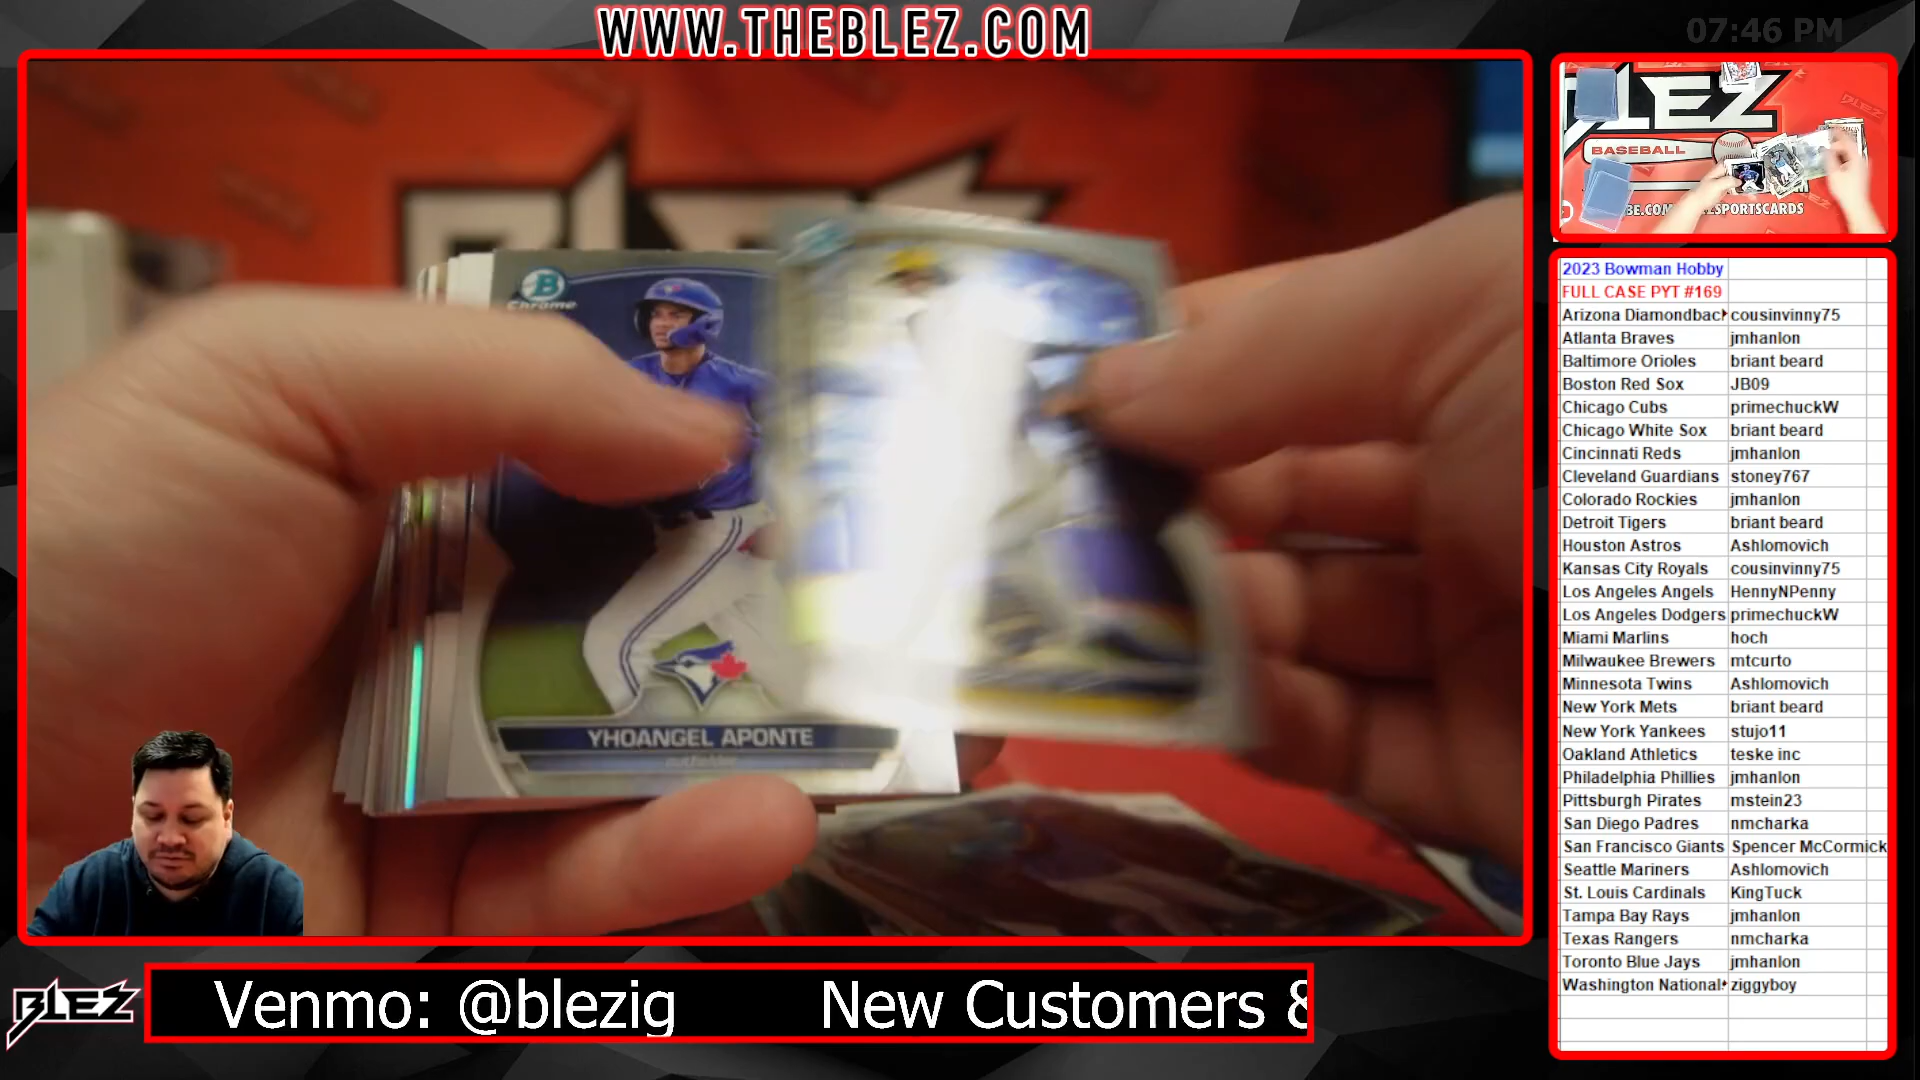 WWW.THEBLEZ.COM
07:46 PM
BLEZ
BASEBALL
B
Chrome
YHOANGEL APONTE
2023 Bowman Hobby
FULL CASE PYT #169
Arizona Diamondbac cousinvinny75
Atlanta Braves jmhanlon
Baltimore Orioles briant beard
Boston Red Sox JB09
Chicago Cubs primechuckW
Chicago White Sox briant beard
Cincinnati Reds jmhanlon
Cleveland Guardians stoney767
Colorado Rockies jmhanlon
Detroit Tigers briant beard
Houston Astros Ashlomovich
Kansas City Royals cousinvinny75
Los Angeles Angels HennyNPenny
Los Angeles Dodgers primechuckW
Miami Marlins hoch
Milwaukee Brewers mtcurto
Minnesota Twins Ashlomovich
New York Mets briant beard
New York Yankees stujo11
Oakland Athletics teske inc
Philadelphia Phillies jmhanlon
Pittsburgh Pirates mstein23
San Diego Padres nmcharka
San Francisco Giants Spencer McCormick
Seattle Mariners Ashlomovich
St. Louis Cardinals KingTuck
Tampa Bay Rays jmhanlon
Texas Rangers nmcharka
Toronto Blue Jays jmhanlon
Washington National ziggyboy
BLEZ
Venmo: @blezig New Customers &